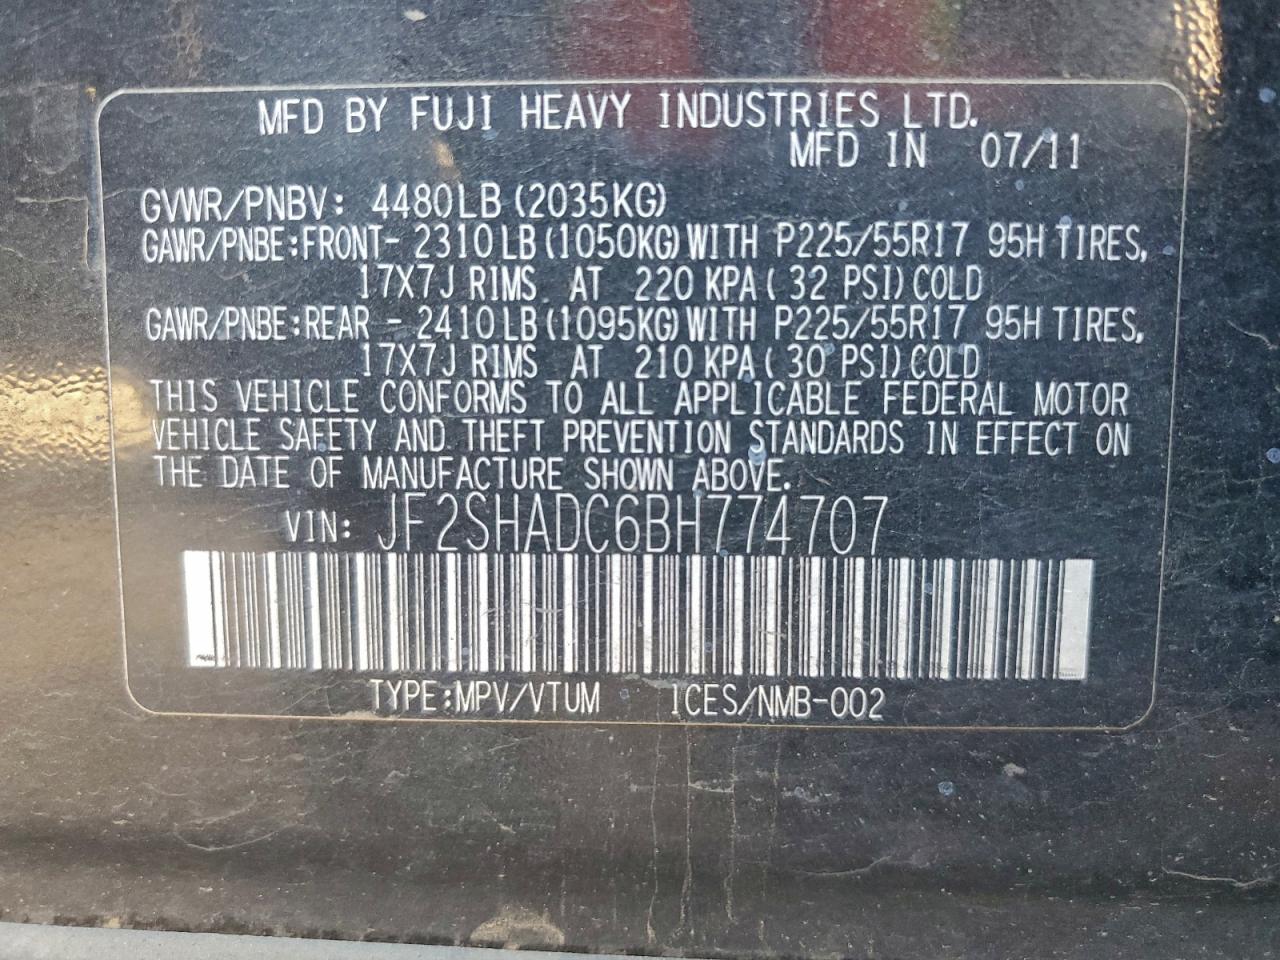 MFD BY FUJI HEAVY INDUSTRIES LTD.
MFD IN 07/11
GVWR/PNBV: 4480LB(2035KG)
GAWR/PNBE:FRONT- 2310LB(1050KG)WITH P225/55R17 95H TIRES,
17X7J RIMS AT 220 KPA( 32 PSI)COLD
GAWR/PNBE:REAR - 2410LB(1095KG)WITH P225/55R17 95H TIRES,
17X7J RIMS AT 210 KPA( 30 PSI)COLD
THIS VEHICLE CONFORMS TO ALL APPLICABLE FEDERAL MOTOR
VEHICLE SAFETY AND THEFT PREVENTION STANDARDS IN EFFECT ON
THE DATE OF MANUFACTURE SHOWN ABOVE.
VIN: JF2SHADC6BH774707
TYPE:MPV/VTUM 1CES/NMB-002